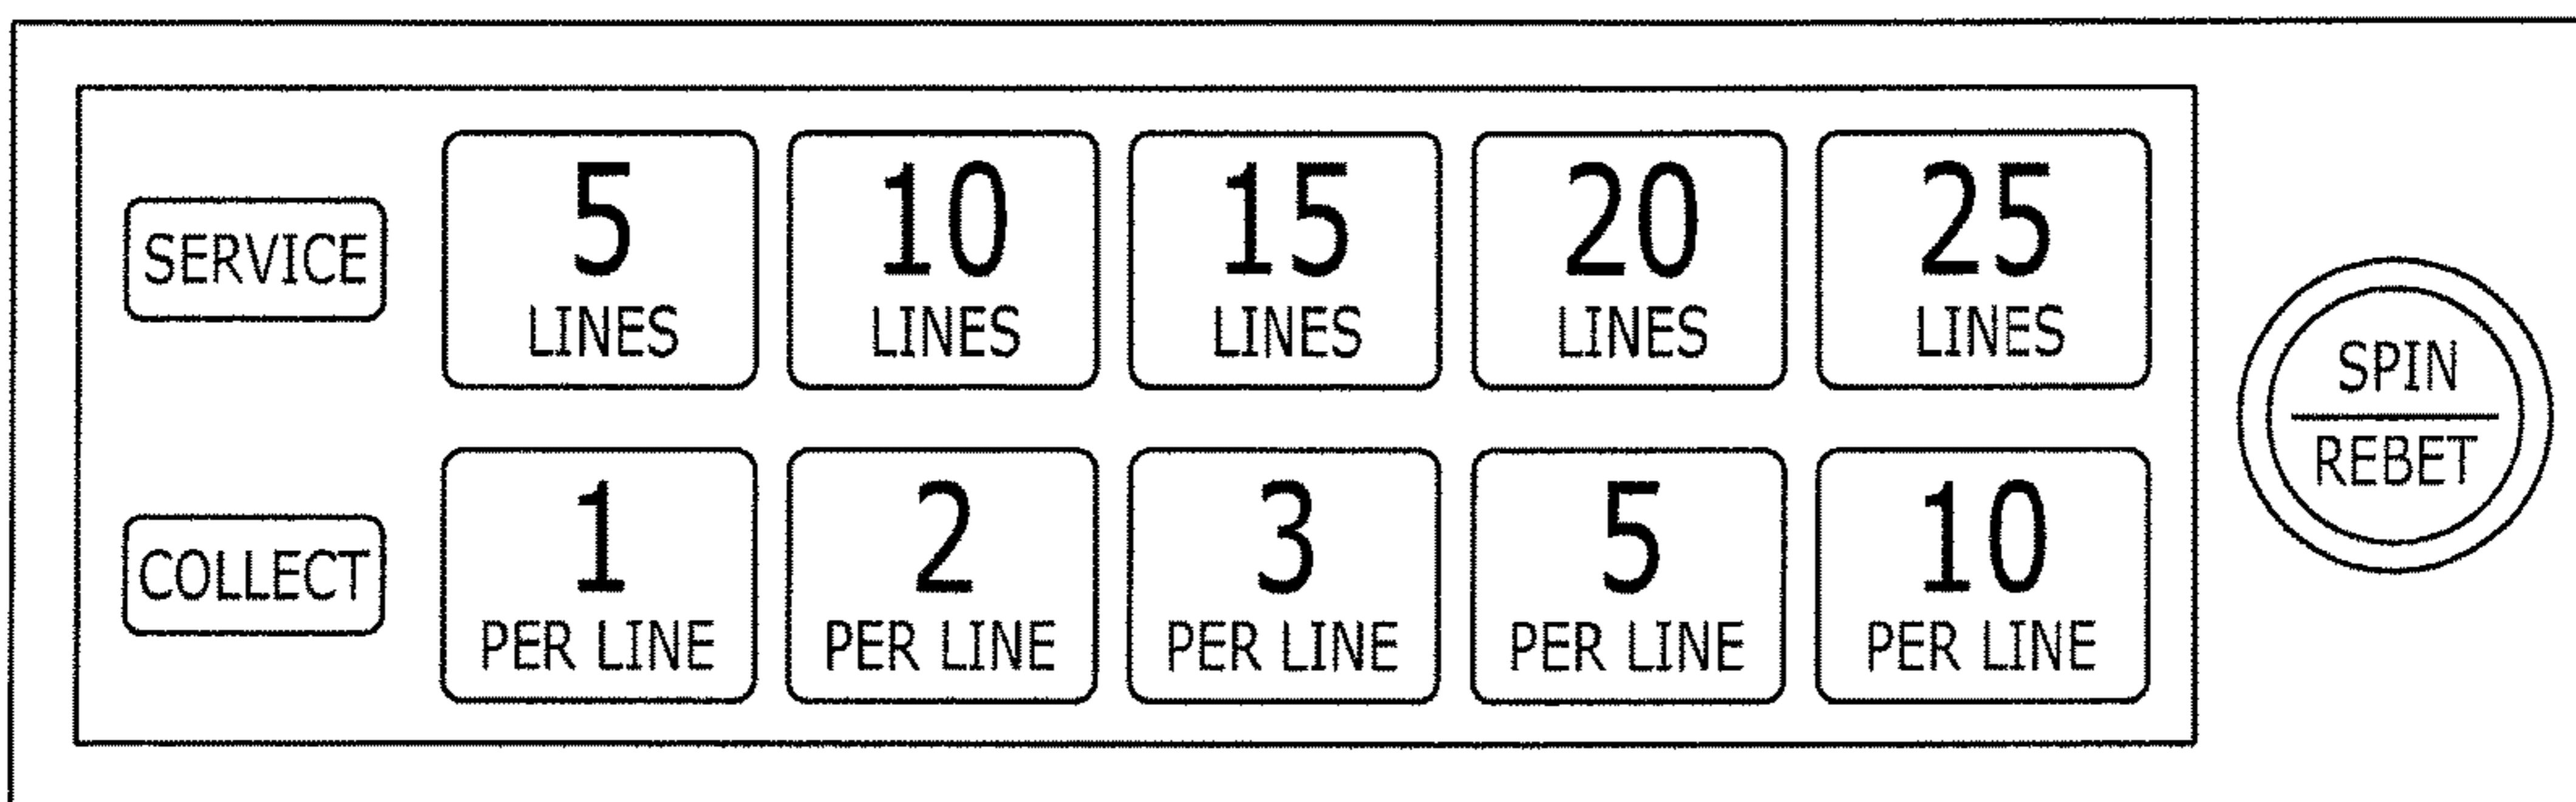 SERVICE
5
LINES
10
LINES
15
LINES
20
LINES
25
LINES
COLLECT
1
PER LINE
2
PER LINE
3
PER LINE
5
PER LINE
10
PER LINE
SPIN
REBET